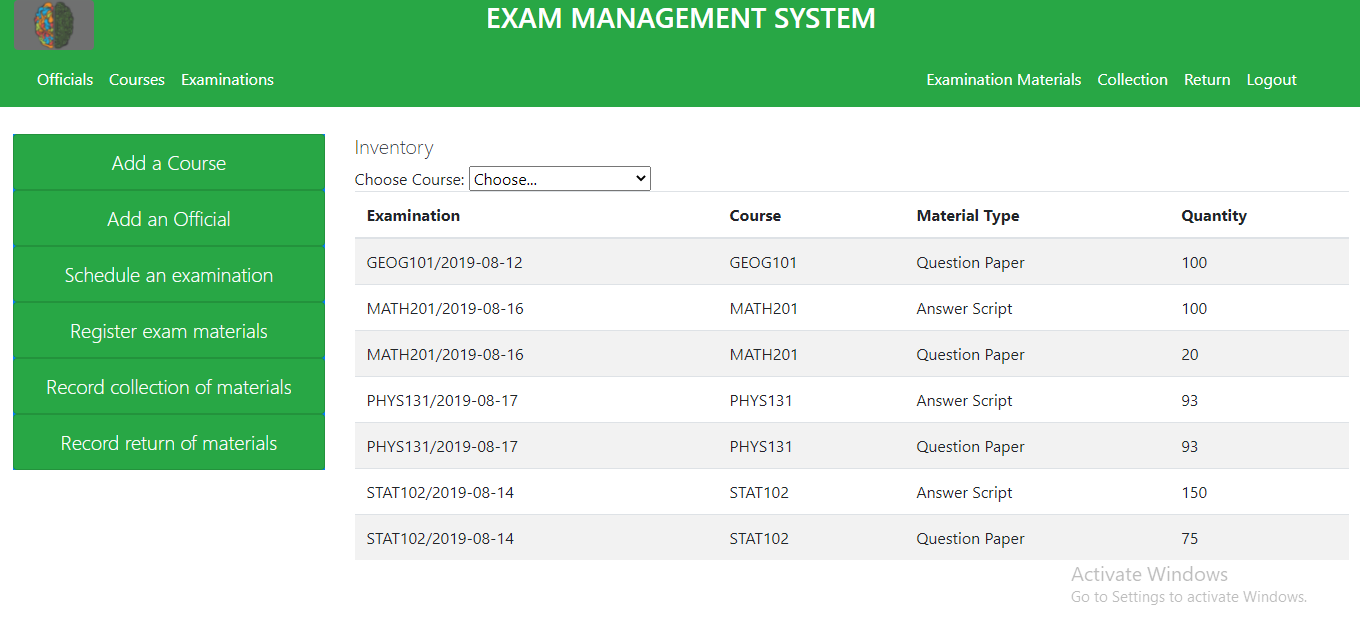 EXAM MANAGEMENT SYSTEM
Officials Courses Examinations Examination Materials Collection Return Logout
Add a Course
Add an Official
Schedule an examination
Register exam materials
Record collection of materials
Record return of materials
Inventory
Choose Course: Choose...
Examination Course Material Type Quantity
GEOG101/2019-08-12 GEOG101 Question Paper 100
MATH201/2019-08-16 MATH201 Answer Script 100
MATH201/2019-08-16 MATH201 Question Paper 20
PHYS131/2019-08-17 PHYS131 Answer Script 93
PHYS131/2019-08-17 PHYS131 Question Paper 93
STAT102/2019-08-14 STAT102 Answer Script 150
STAT102/2019-08-14 STAT102 Question Paper 75
Activate Windows
Go to Settings to activate Windows.